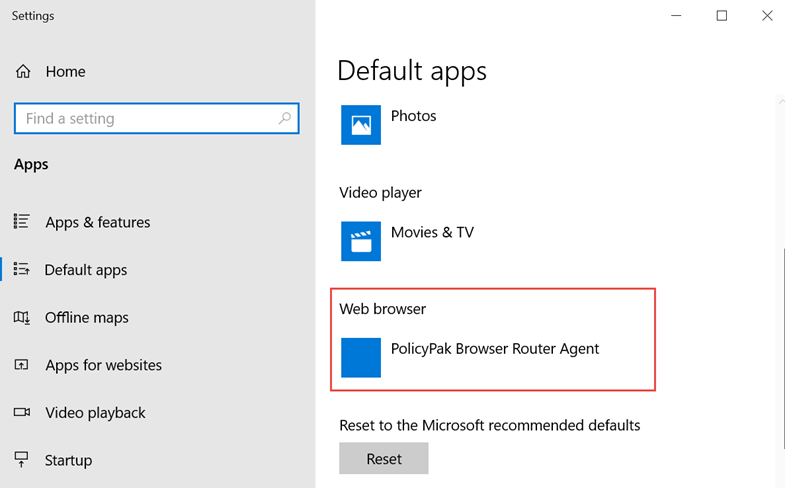 Settings
Home
Find a setting
Apps
Apps & features
Default apps
Offline maps
Apps for websites
Video playback
Startup
Default apps
Photos
Video player
Movies & TV
Web browser
PolicyPak Browser Router Agent
Reset to the Microsoft recommended defaults
Reset